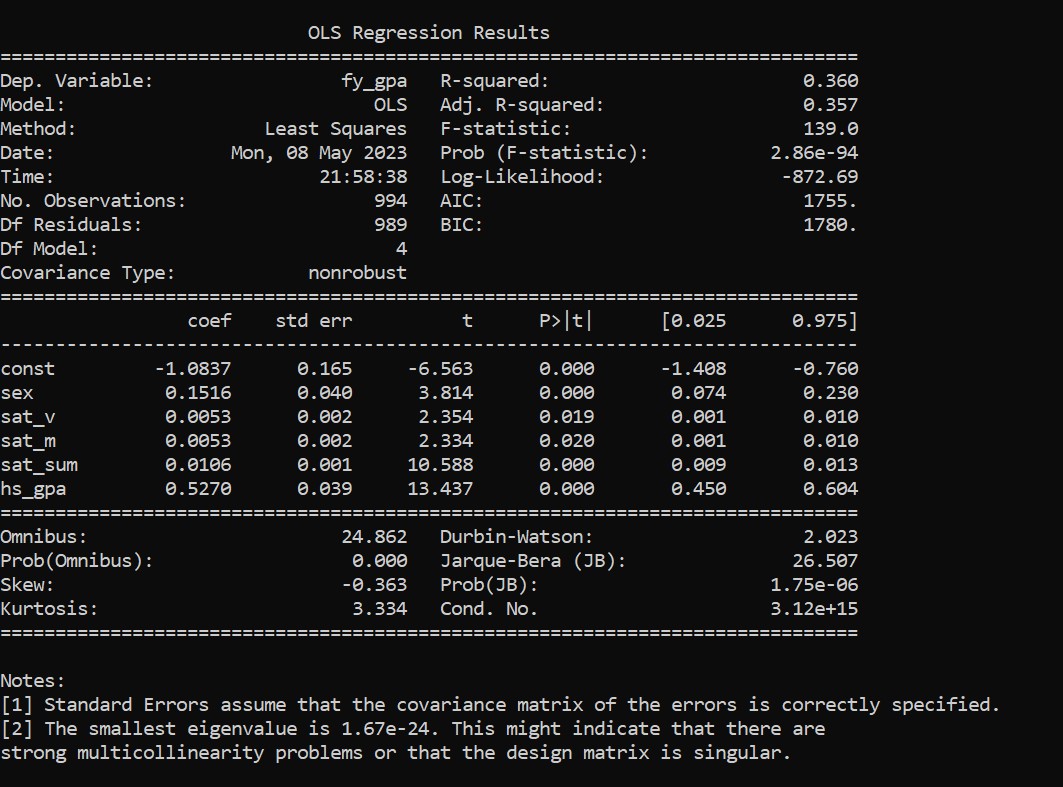 OLS Regression Results
==============================================================================
Dep. Variable:                 fy_gpa   R-squared:                       0.360
Model:                            OLS   Adj. R-squared:                  0.357
Method:                 Least Squares   F-statistic:                     139.0
Date:                Mon, 08 May 2023   Prob (F-statistic):           2.86e-94
Time:                        21:58:38   Log-Likelihood:                -872.69
No. Observations:                 994   AIC:                             1755.
Df Residuals:                     989   BIC:                             1780.
Df Model:                           4
Covariance Type:            nonrobust
==============================================================================
                 coef    std err          t      P>|t|      [0.025      0.975]
------------------------------------------------------------------------------
const         -1.0837      0.165     -6.563      0.000      -1.408      -0.760
sex            0.1516      0.040      3.814      0.000       0.074       0.230
sat_v          0.0053      0.002      2.354      0.019       0.001       0.010
sat_m          0.0053      0.002      2.334      0.020       0.001       0.010
sat_sum        0.0106      0.001     10.588      0.000       0.009       0.013
hs_gpa         0.5270      0.039     13.437      0.000       0.450       0.604
==============================================================================
Omnibus:                       24.862   Durbin-Watson:                   2.023
Prob(Omnibus):                  0.000   Jarque-Bera (JB):               26.507
Skew:                          -0.363   Prob(JB):                     1.75e-06
Kurtosis:                       3.334   Cond. No.                     3.12e+15
==============================================================================
Notes:
[1] Standard Errors assume that the covariance matrix of the errors is correctly specified.
[2] The smallest eigenvalue is 1.67e-24. This might indicate that there are
strong multicollinearity problems or that the design matrix is singular.